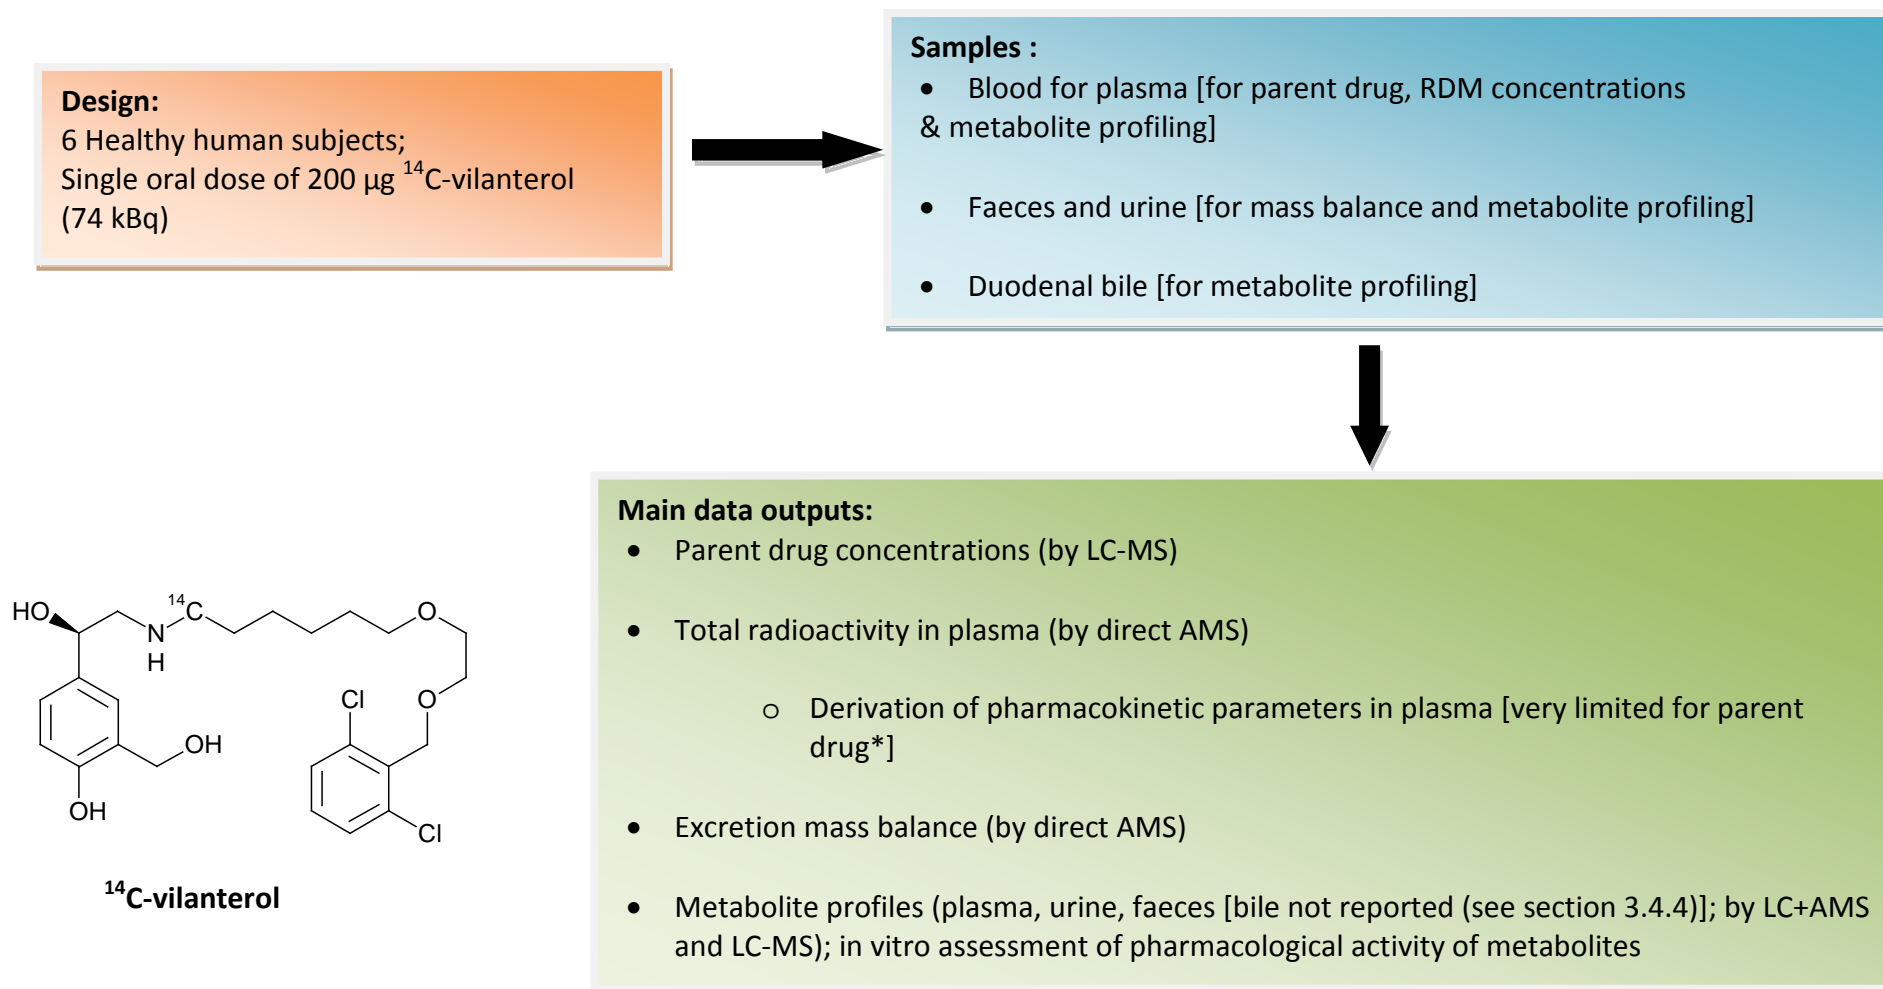 Design:
6 Healthy human subjects;
Single oral dose of 200 µg ¹⁴C-vilanterol
(74 kBq)
Samples :
• Blood for plasma [for parent drug, RDM concentrations
& metabolite profiling]
• Faeces and urine [for mass balance and metabolite profiling]
• Duodenal bile [for metabolite profiling]
Main data outputs:
• Parent drug concentrations (by LC-MS)
• Total radioactivity in plasma (by direct AMS)
o Derivation of pharmacokinetic parameters in plasma [very limited for parent
drug*]
• Excretion mass balance (by direct AMS)
• Metabolite profiles (plasma, urine, faeces [bile not reported (see section 3.4.4)]; by LC+AMS
and LC-MS); in vitro assessment of pharmacological activity of metabolites
HO
¹⁴C
N
H
O
O
Cl
OH
OH
Cl
¹⁴C-vilanterol